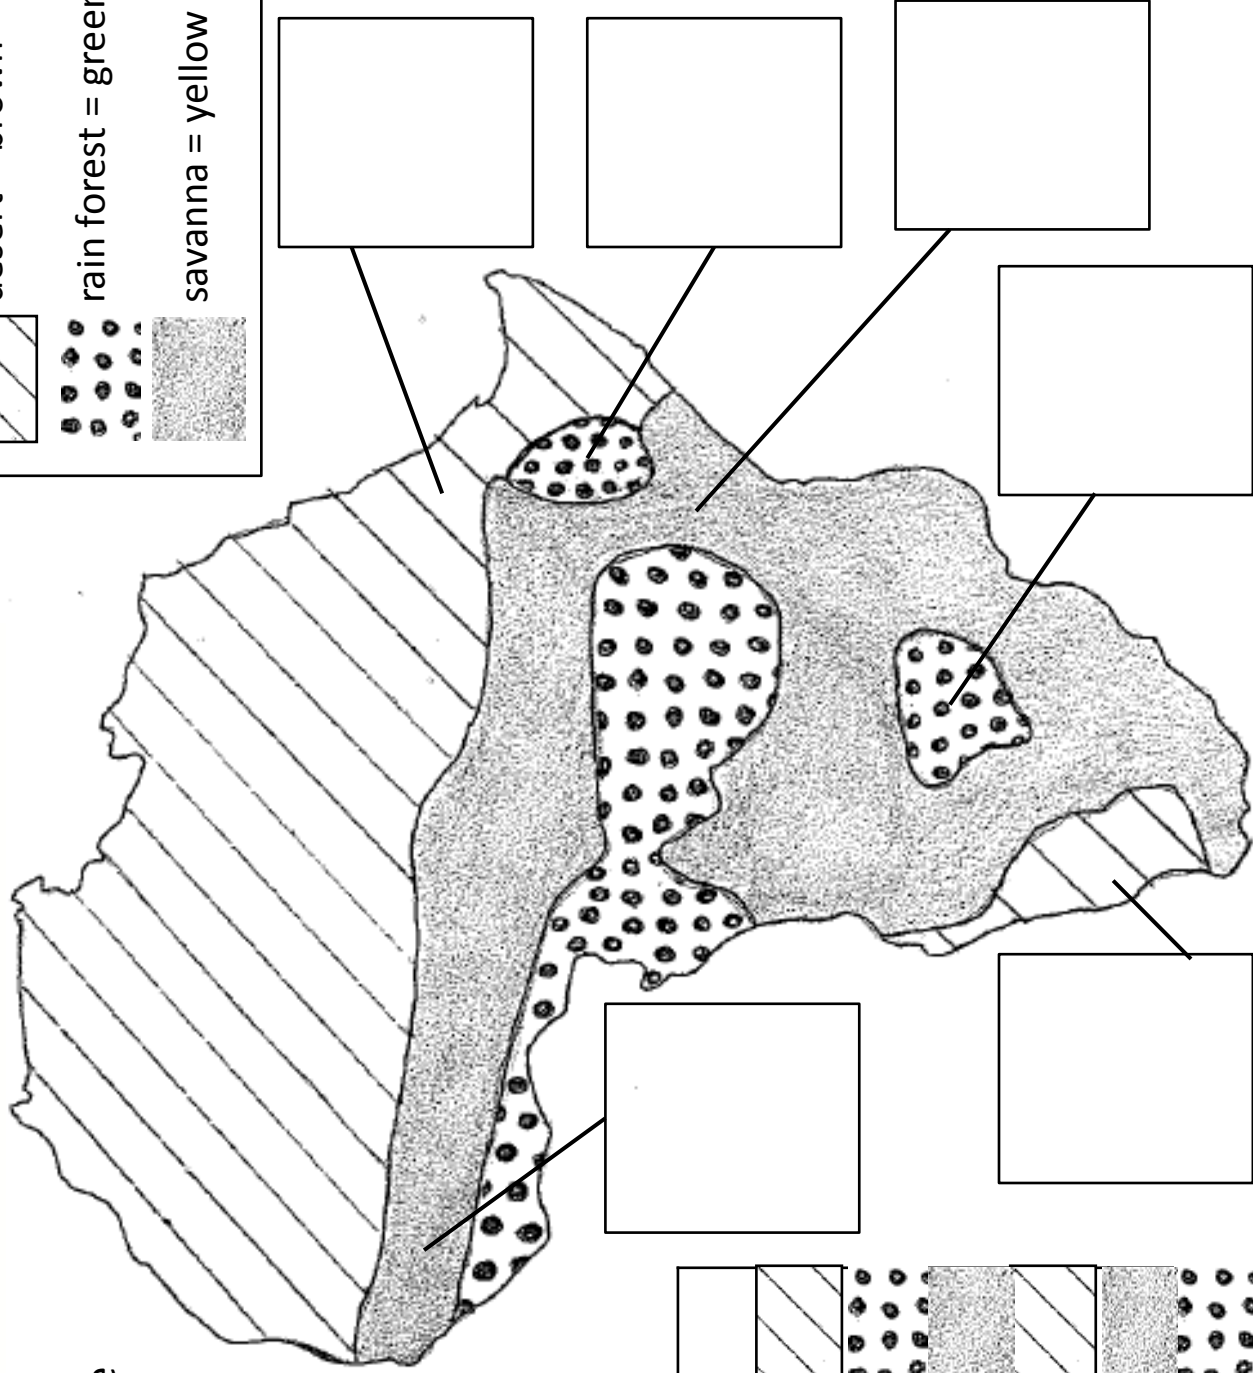 rain forest = green
savanna = yellow